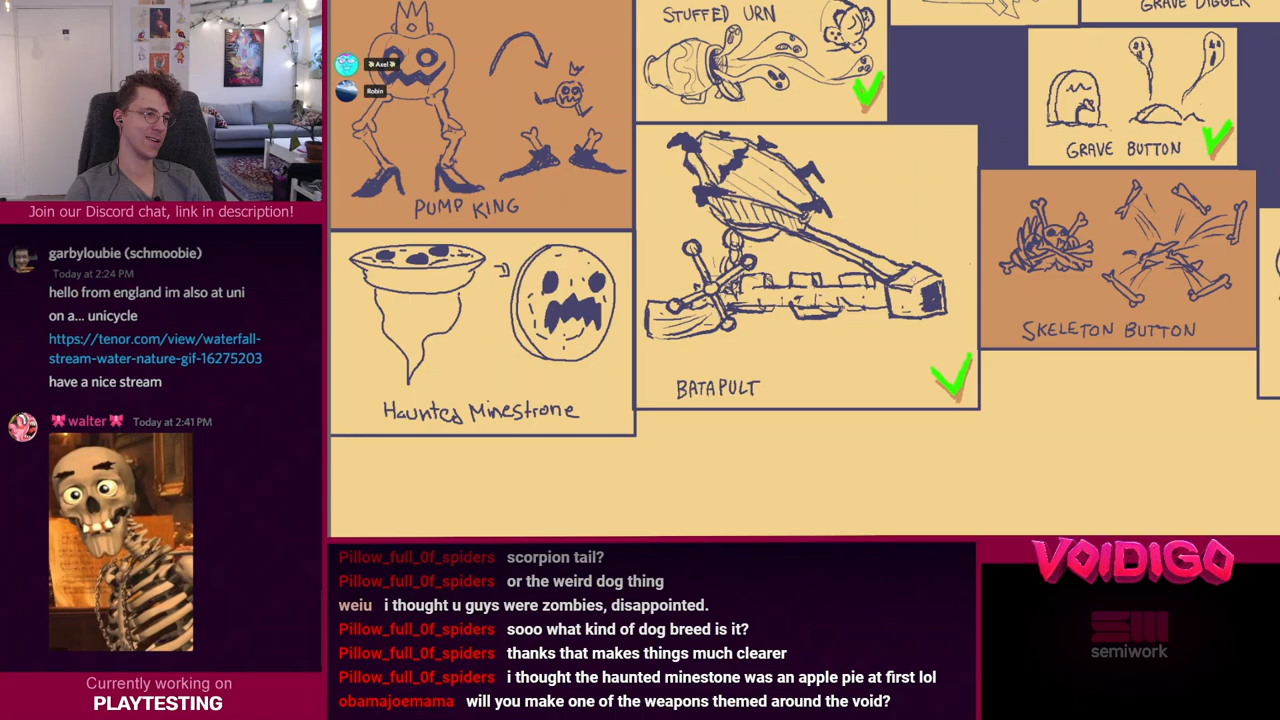 STUFFED URN
GRAVE DIGGER
Axel
Robin
PUMP KING
GRAVE BUTTON
Join our Discord chat, link in description!
garbyloubie (schmoobie)
Today at 2:24 PM
hello from england im also at uni
on a... unicycle
https://tenor.com/view/waterfall-
stream-water-nature-gif-16275203
have a nice stream
walter Today at 2:41 PM
SKELETON BUTTON
BATAPULT
Haunted Minestrone
Pillow_full_0f_spiders scorpion tail?
Pillow_full_0f_spiders or the weird dog thing
weiu i thought u guys were zombies, disappointed.
Pillow_full_0f_spiders sooo what kind of dog breed is it?
Pillow_full_0f_spiders thanks that makes things much clearer
Pillow_full_0f_spiders i thought the haunted minestone was an apple pie at first lol
obamajoemama will you make one of the weapons themed around the void?
VOIDIGO
semiwork
Currently working on
PLAYTESTING